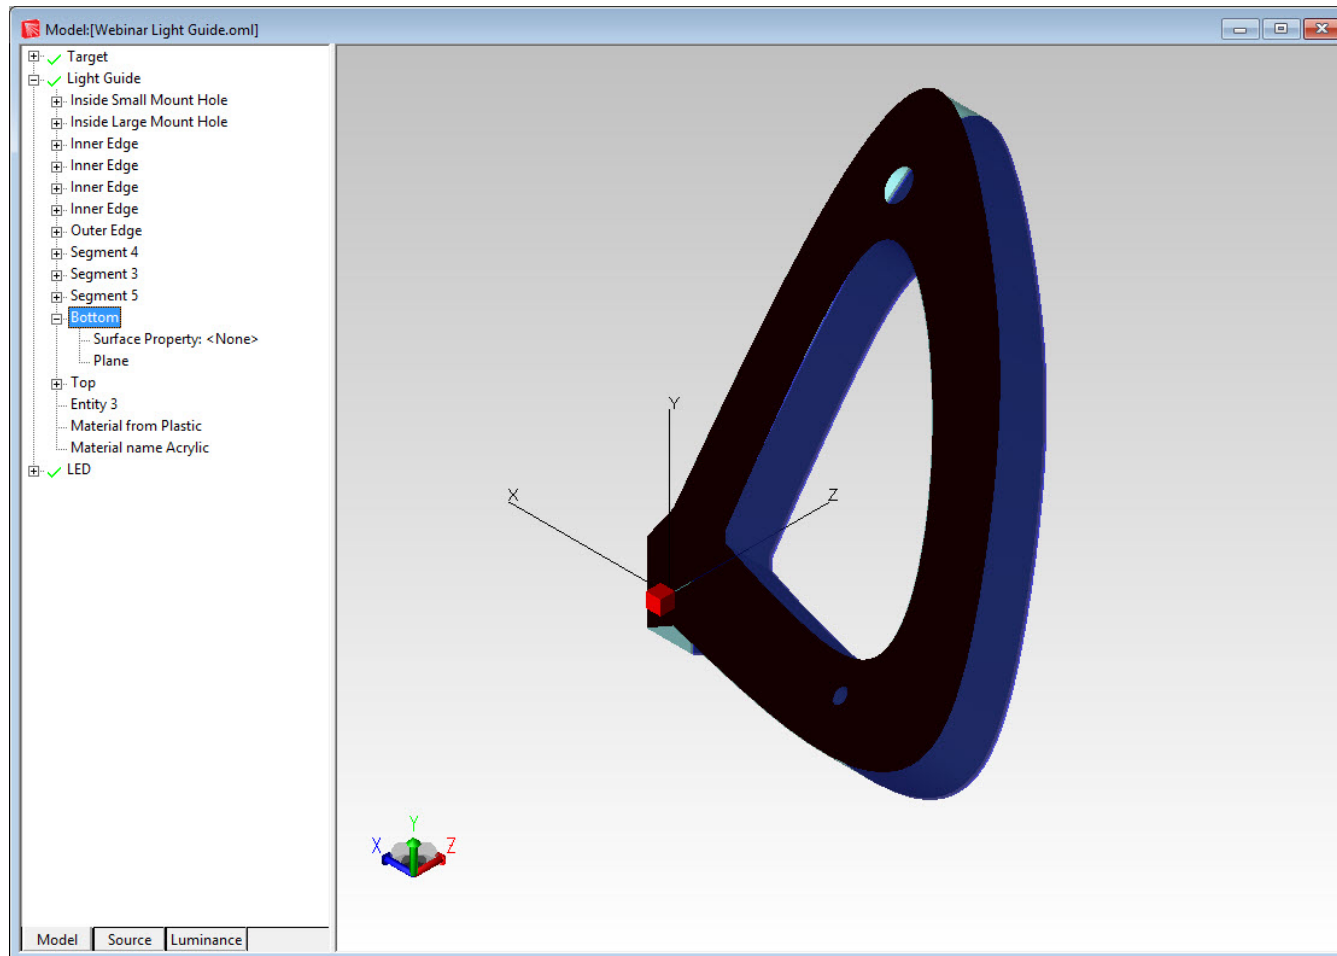 Model:[Webinar Light Guide.oml]
Target
Light Guide
Inside Small Mount Hole
Inside Large Mount Hole
Inner Edge
Inner Edge
Inner Edge
Inner Edge
Outer Edge
Segment 4
Segment 3
Segment 5
Bottom
Surface Property: <None>
Plane
Top
Entity 3
Material from Plastic
Material name Acrylic
LED
Y
X
Z
Y
X
Z
Model
Source
Luminance